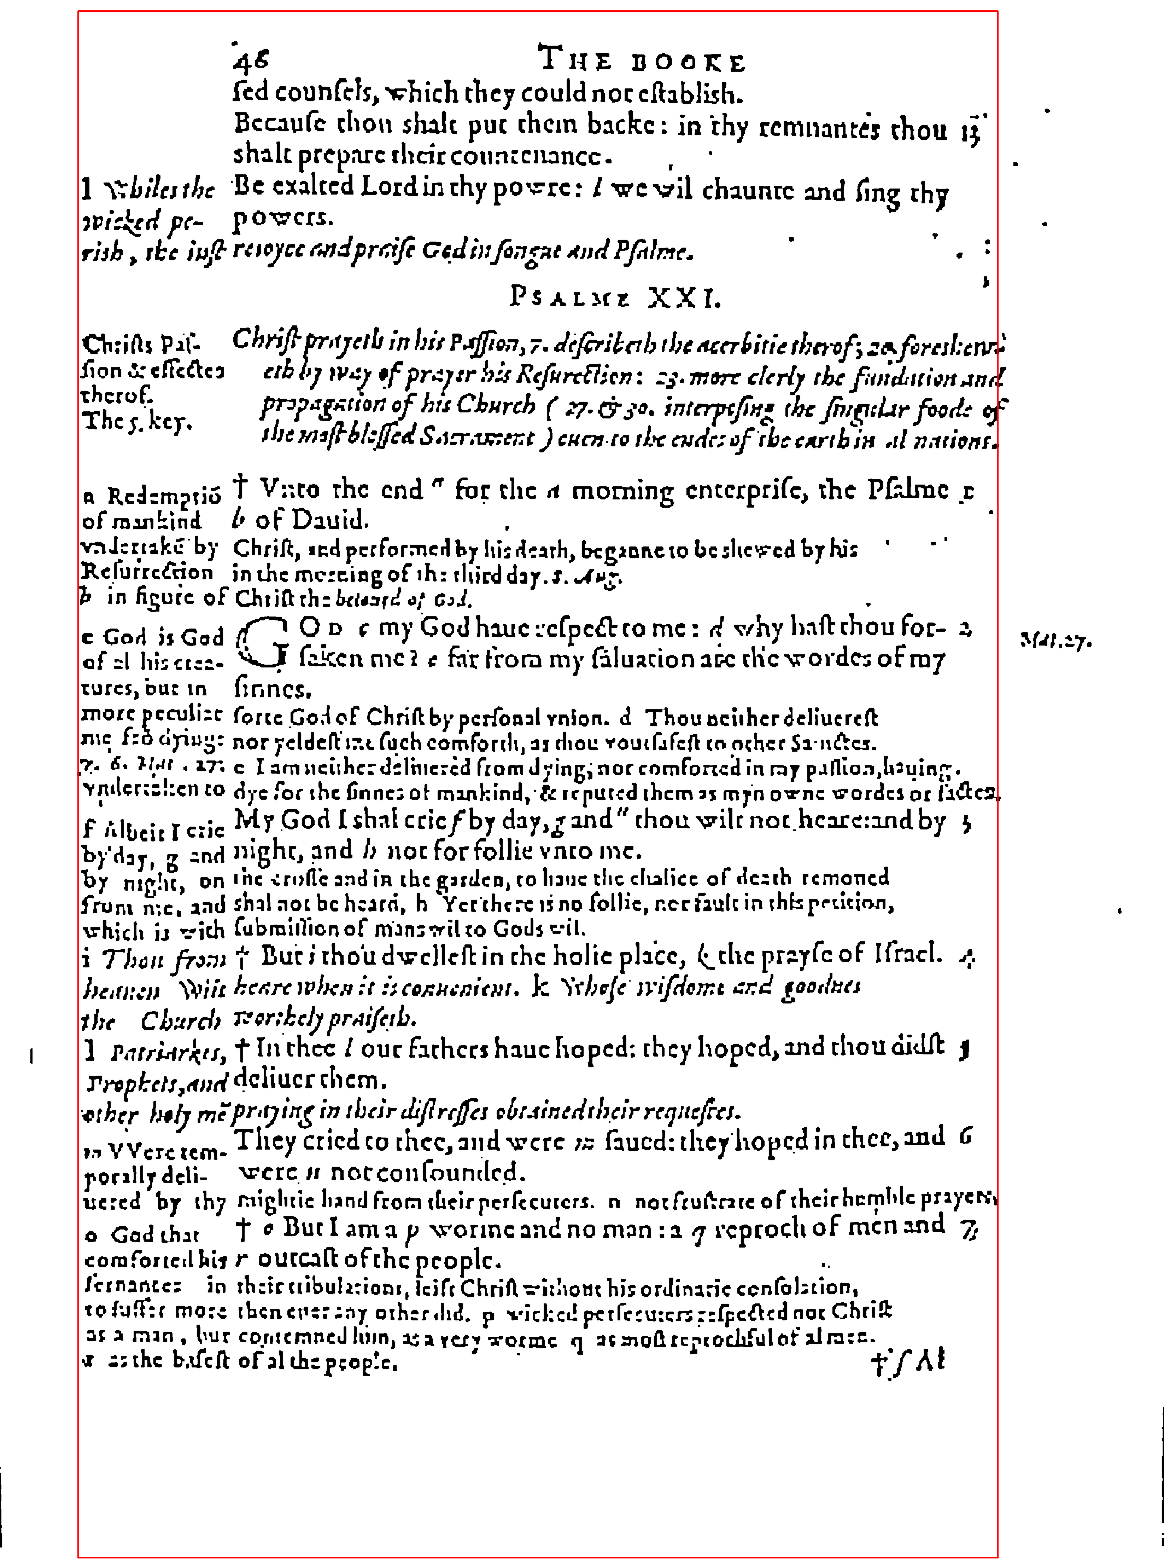 46 THE BOOKE
ſed counſels, which they could not eſtabliſh.
Becauſe thou ſhalt put them backe: in thy remnantes thou 13
ſhalt prepare their countenance.
l Whiles the Be exalted Lord in thy powre: l we wil chaunte and ſing thy
wicked pe- powers.
riſh, the iuſt reioyce and praiſe God in ſongue and Pſalme.
PSALME XXI.
Chriſts Paſ- Chriſt prayeth in his Paſſion, 7. deſcribeth the acerbitie therof; 20. foreſhew-
ſion & effectes eth by way of prayer his Reſurection: 23. more clerly the fundation and
therof. propagation of his Church ( 27. & 30. interpoſing the ſingular foode of
The 5. key. the moſt bleſſed Sacrament ) euen to the endes of the earth in al nations.
a Redemptiõ † Vnto the end " for the a morning enterpriſe, the Pſalme 1
of mankind b of Dauid.
vndertakẽ by Chriſt, and performed by his death, beganne to be shewed by his
Reſurrection in the morning of the third day. S. Aug.
b in figure of Chriſt the beloued of God.
c God is God GOD c my God haue reſpect to me: d why haſt thou for- 2
of al his crea- ſaken me? e far from my ſaluation are the wordes of my
tures, but in ſinnes.
more peculiar ſorte God of Chriſt by perſonal vnion. d Thou neither deliuereſt
me frõ dying: nor yeldeſt me ſuch comforth, as thou voutſafeſt to other Sainctes.
Mat. 27.
e I am neither deliuered from dying, nor comforted in my paſſion, hauing
vndertaken to dye for the ſinnes of mankind, & reputed them as myn owne wordes or factes.
f Albeit I crie My God I shal crie f by day, g and " thou wilt not heare: and by 3
by day, g and night, and h not for follie vnto me.
by night, on the croſſe and in the garden, to haue the chalice of death remoued
from me, and shal not be heard, h Yet there is no follie, nor fault in this petition,
which is with ſubmiſſion of mans wil to Gods wil.
i Thou from † But i thou dwelleſt in the holie place, k the prayſe of Iſrael. 4
heauen wilt heare when it is conuenient. k Whoſe wiſdome and goodnes
the Church worthely praiſeth.
l Patriarkes, † In thee l our fathers haue hoped: they hoped, and thou didſt 5
Prophets, and deliuer them.
other holy mẽ praying in their diſtreſſes obtained their requeſtes.
m VVere tem- They cried to thee, and were m ſaued: they hoped in thee, and 6
porally deli- were n not confounded.
uered by thy mightie hand from their perſecuters. n not fruſtrate of their humble prayers.
o God that † o But I am a p worme and no man: a q reproch of men and 7
comforted his r outcaſt of the people.
ſeruantes in their tribulations, leift Chriſt without his ordinarie conſolation,
to ſuffer more then euer any other did. p wicked perſecuters reſpected not Chriſt
as a man, but contemned him, as a very worme q as moſt reprochful of al men.
r as the baſeſt of al the people.
† ſ Al